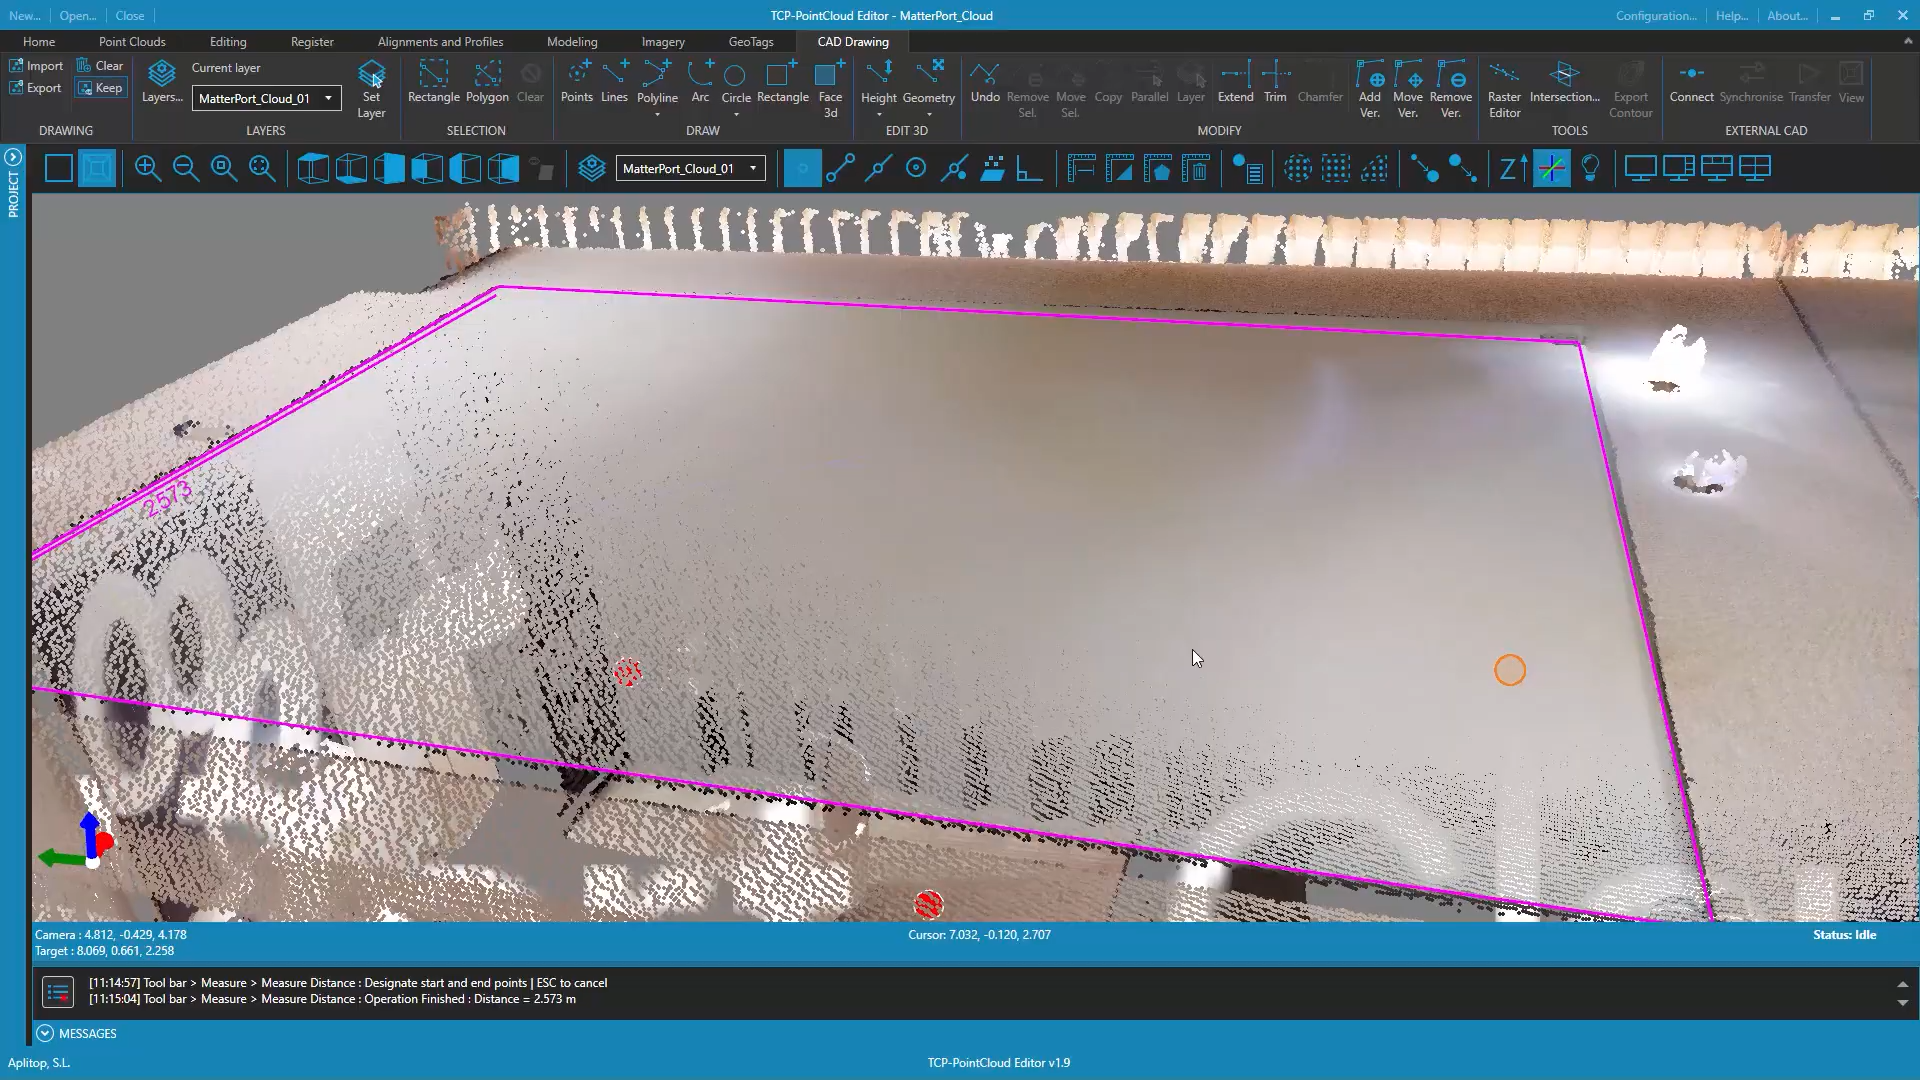 New... Open... Close
TCP-PointCloud Editor - MatterPort_Cloud
Configuration... Help... About...
Home Point Clouds Editing Register Alignments and Profiles Modeling Imagery GeoTags CAD Drawing
Import Clear
Export Keep
DRAWING
Layers...
Current layer
MatterPort_Cloud_01
Set
Layer
LAYERS
Rectangle Polygon Clear
SELECTION
Points Lines Polyline Arc Circle Rectangle Face
3d
DRAW
Height Geometry
EDIT 3D
Undo Remove
Sel. Move
Sel. Copy Parallel Layer Extend Trim Chamfer Add
Ver. Move
Ver. Remove
Ver.
MODIFY
Raster
Editor Intersection... Export
Contour
TOOLS
Connect Synchronise Transfer View
EXTERNAL CAD
PROJECT
MatterPort_Cloud_01
Z
2573
Camera : 4.812, -0.429, 4.178
Target : 8.069, 0.661, 2.258
Cursor: 7.032, -0.120, 2.707
Status: Idle
[11:14:57] Tool bar > Measure > Measure Distance : Designate start and end points | ESC to cancel
[11:15:04] Tool bar > Measure > Measure Distance : Operation Finished : Distance = 2.573 m
MESSAGES
Aplitop, S.L.
TCP-PointCloud Editor v1.9